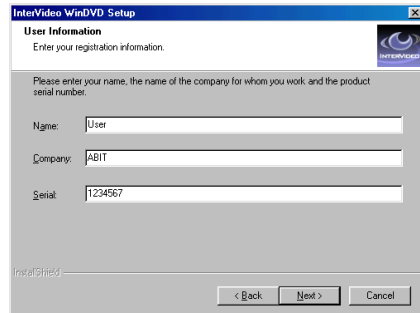 InterVideo WinDVD Setup
User Information
Enter your registration information.
INTERVIDEO
Please enter your name, the name of the company for whom you work and the product
serial number.
Name: User
Company: ABIT
Serial: 1234567
InstallShield
< Back Next > Cancel